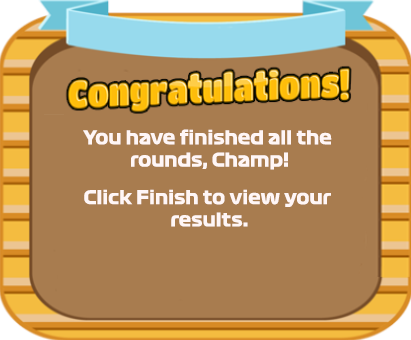 Congratulations!
You have finished all the
rounds, Champ!
Click Finish to view your
results.